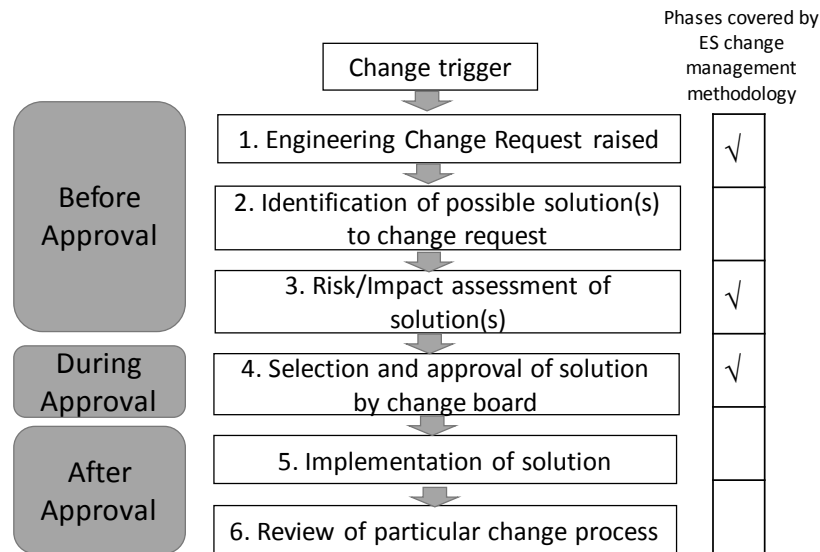 Phases covered by
ES change
management
methodology
Change trigger
Before
Approval
1. Engineering Change Request raised
√
2. Identification of possible solution(s)
to change request
3. Risk/Impact assessment of
solution(s)
√
During
Approval
4. Selection and approval of solution
by change board
√
After
Approval
5. Implementation of solution
6. Review of particular change process